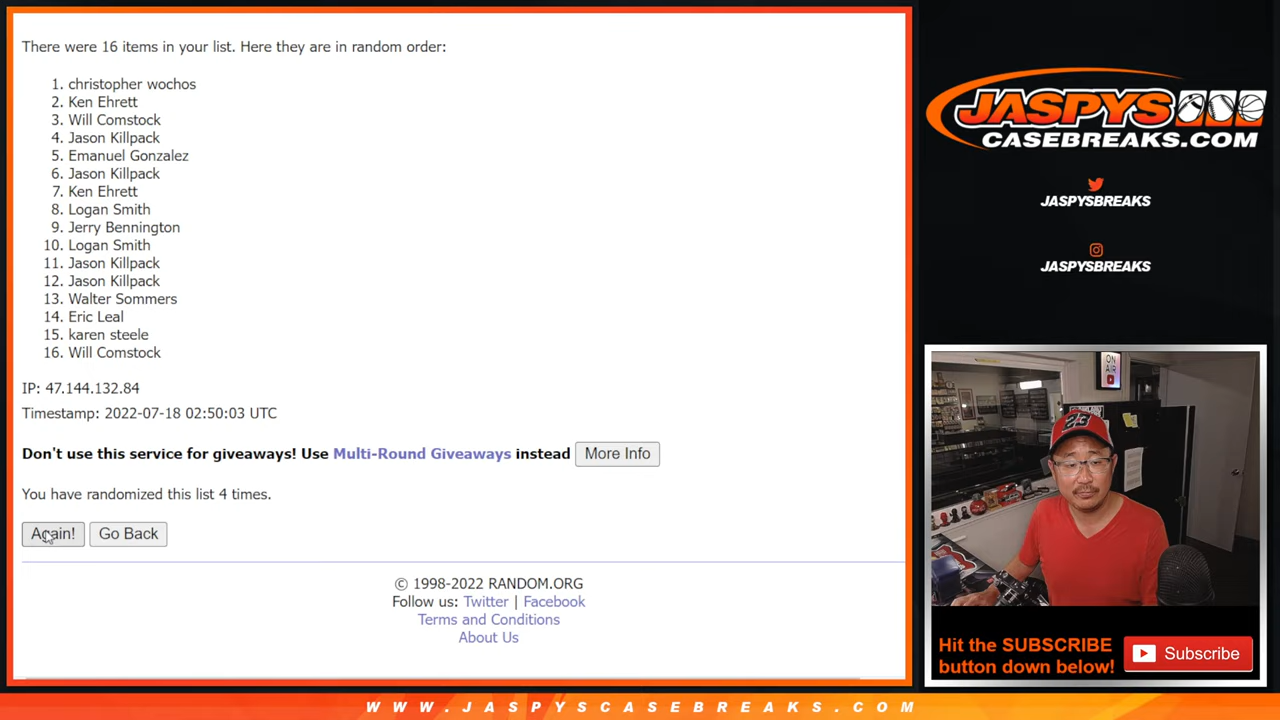 There were 16 items in your list. Here they are in random order:
1. christopher wochos
2. Ken Ehrett
3. Will Comstock
4. Jason Killpack
5. Emanuel Gonzalez
6. Jason Killpack
7. Ken Ehrett
8. Logan Smith
9. Jerry Bennington
10. Logan Smith
11. Jason Killpack
12. Jason Killpack
13. Walter Sommers
14. Eric Leal
15. karen steele
16. Will Comstock
IP: 47.144.132.84
Timestamp: 2022-07-18 02:50:03 UTC
Don't use this service for giveaways! Use Multi-Round Giveaways instead More Info
You have randomized this list 4 times.
Again! Go Back
© 1998-2022 RANDOM.ORG
Follow us: Twitter | Facebook
Terms and Conditions
About Us
JASPYS
CASEBREAKS.COM
JASPYSBREAKS
JASPYSBREAKS
ON
AIR
23
Hit the SUBSCRIBE
button down below!
Subscribe
WWW.JASPYSCASEBREAKS.COM